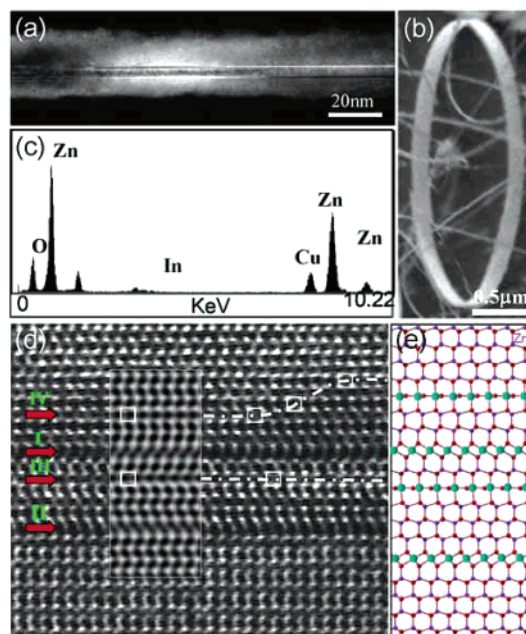 (a)
20nm
(b)
0.5μm
(c)
Zn
O
In
Cu
Zn
Zn
0
KeV
10.22
(d)
IV
I
III
II
(e)
Zn